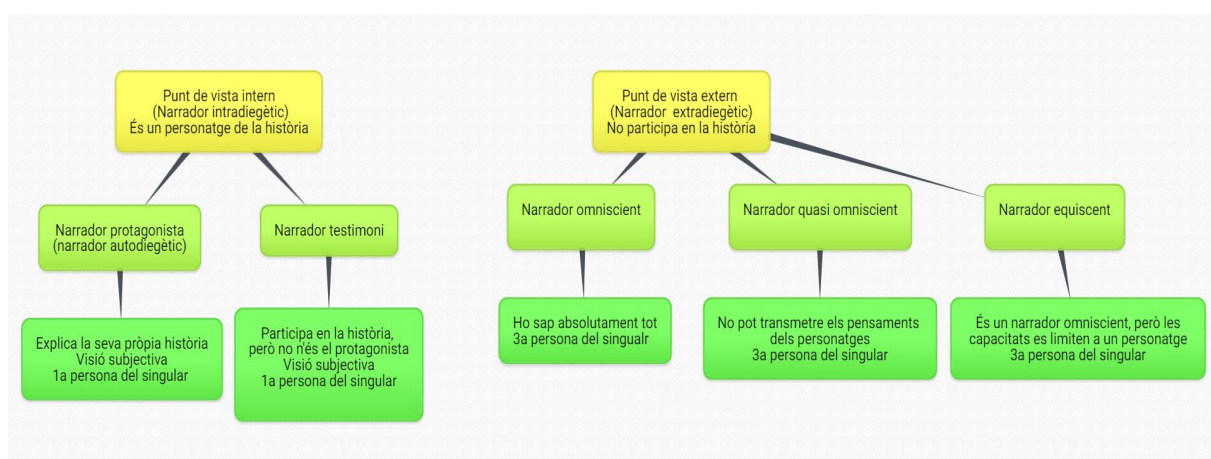 Punt de vista intern
(Narrador intradiegètic)
És un personatge de la història
Narrador protagonista
(narrador autodiegètic)
Explica la seva pròpia història
Visió subjectiva
1a persona del singular
Narrador testimoni
Participa en la història,
però no n'és el protagonista
Visió subjectiva
1a persona del singular
Punt de vista extern
(Narrador extradiegètic)
No participa en la història
Narrador omniscient
Ho sap absolutament tot
3a persona del singualr
Narrador quasi omniscient
No pot transmetre els pensaments
dels personatges
3a persona del singular
Narrador equiscent
És un narrador omniscient, però les
capacitats es limiten a un personatge
3a persona del singular